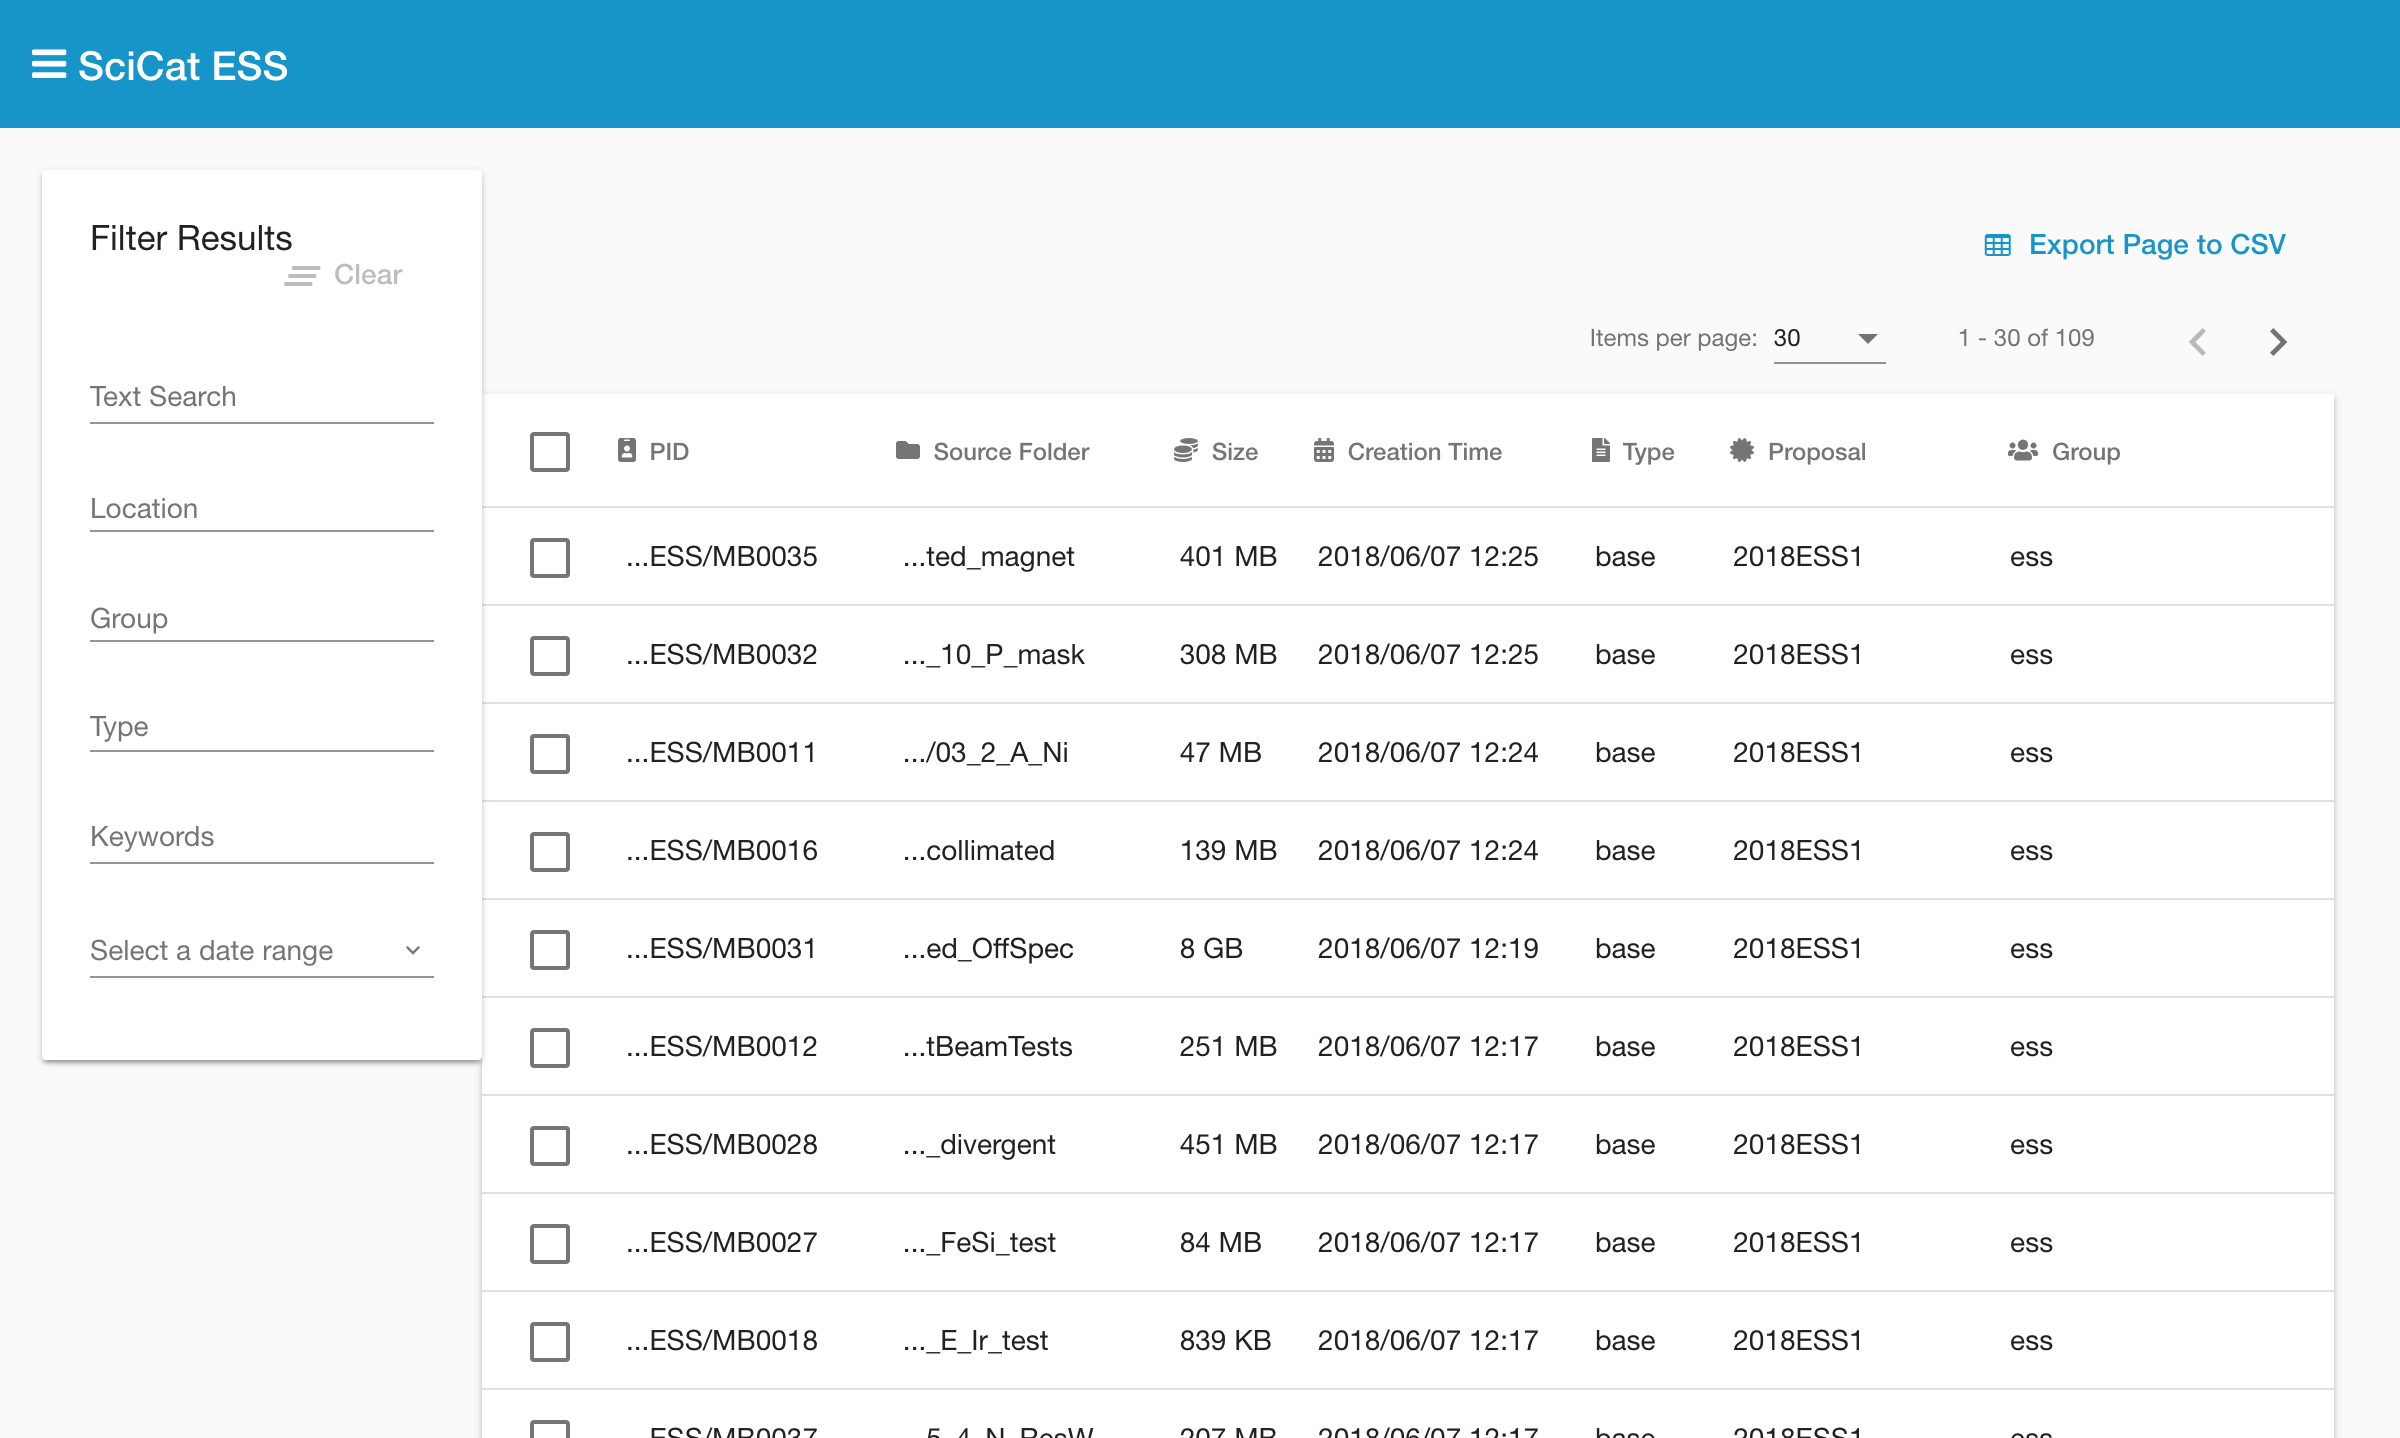 SciCat ESS
Filter Results
Clear
Text Search
Location
Group
Type
Keywords
Select a date range
Export Page to CSV
Items per page: 30 1 - 30 of 109
PID Source Folder Size Creation Time Type Proposal Group
...ESS/MB0035 ...ted_magnet 401 MB 2018/06/07 12:25 base 2018ESS1 ess
...ESS/MB0032 ..._10_P_mask 308 MB 2018/06/07 12:25 base 2018ESS1 ess
...ESS/MB0011 .../03_2_A_Ni 47 MB 2018/06/07 12:24 base 2018ESS1 ess
...ESS/MB0016 ...collimated 139 MB 2018/06/07 12:24 base 2018ESS1 ess
...ESS/MB0031 ...ed_OffSpec 8 GB 2018/06/07 12:19 base 2018ESS1 ess
...ESS/MB0012 ...tBeamTests 251 MB 2018/06/07 12:17 base 2018ESS1 ess
...ESS/MB0028 ..._divergent 451 MB 2018/06/07 12:17 base 2018ESS1 ess
...ESS/MB0027 ..._FeSi_test 84 MB 2018/06/07 12:17 base 2018ESS1 ess
...ESS/MB0018 ..._E_Ir_test 839 KB 2018/06/07 12:17 base 2018ESS1 ess
ESS/MB0037 207 MB 2018/06/07 12:17 base 2018ESS1 ess